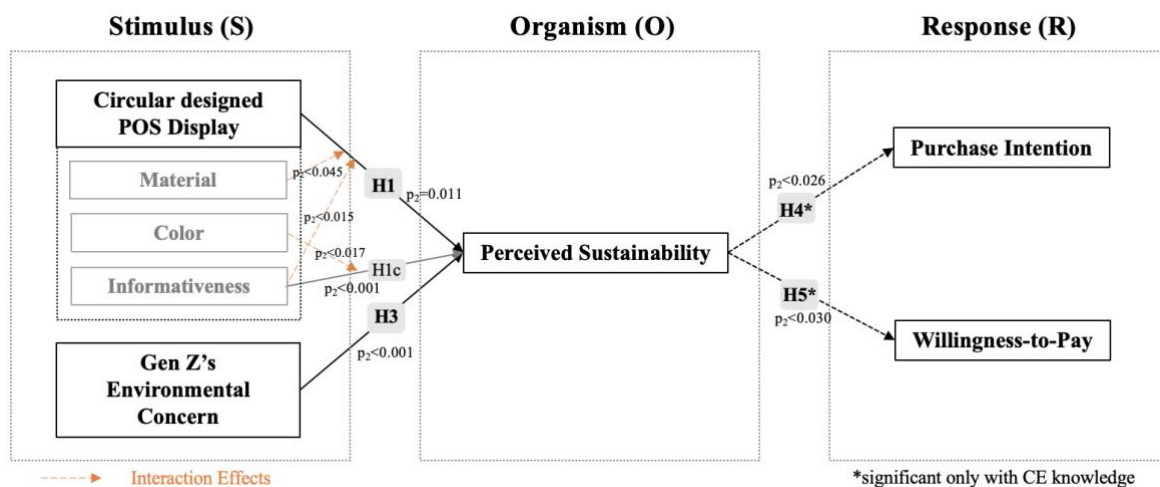 Stimulus (S)
Organism (O)
Response (R)
Circular designed
POS Display
Material
Color
Informativeness
Gen Z's
Environmental
Concern
p₂<0.045
p₂<0.015
p₂<0.017
p₂<0.001
H1
p₂=0.011
H1c
H3
p₂<0.001
Perceived Sustainability
p₂<0.026
H4*
H5*
p₂<0.030
Purchase Intention
Willingness-to-Pay
Interaction Effects
*significant only with CE knowledge